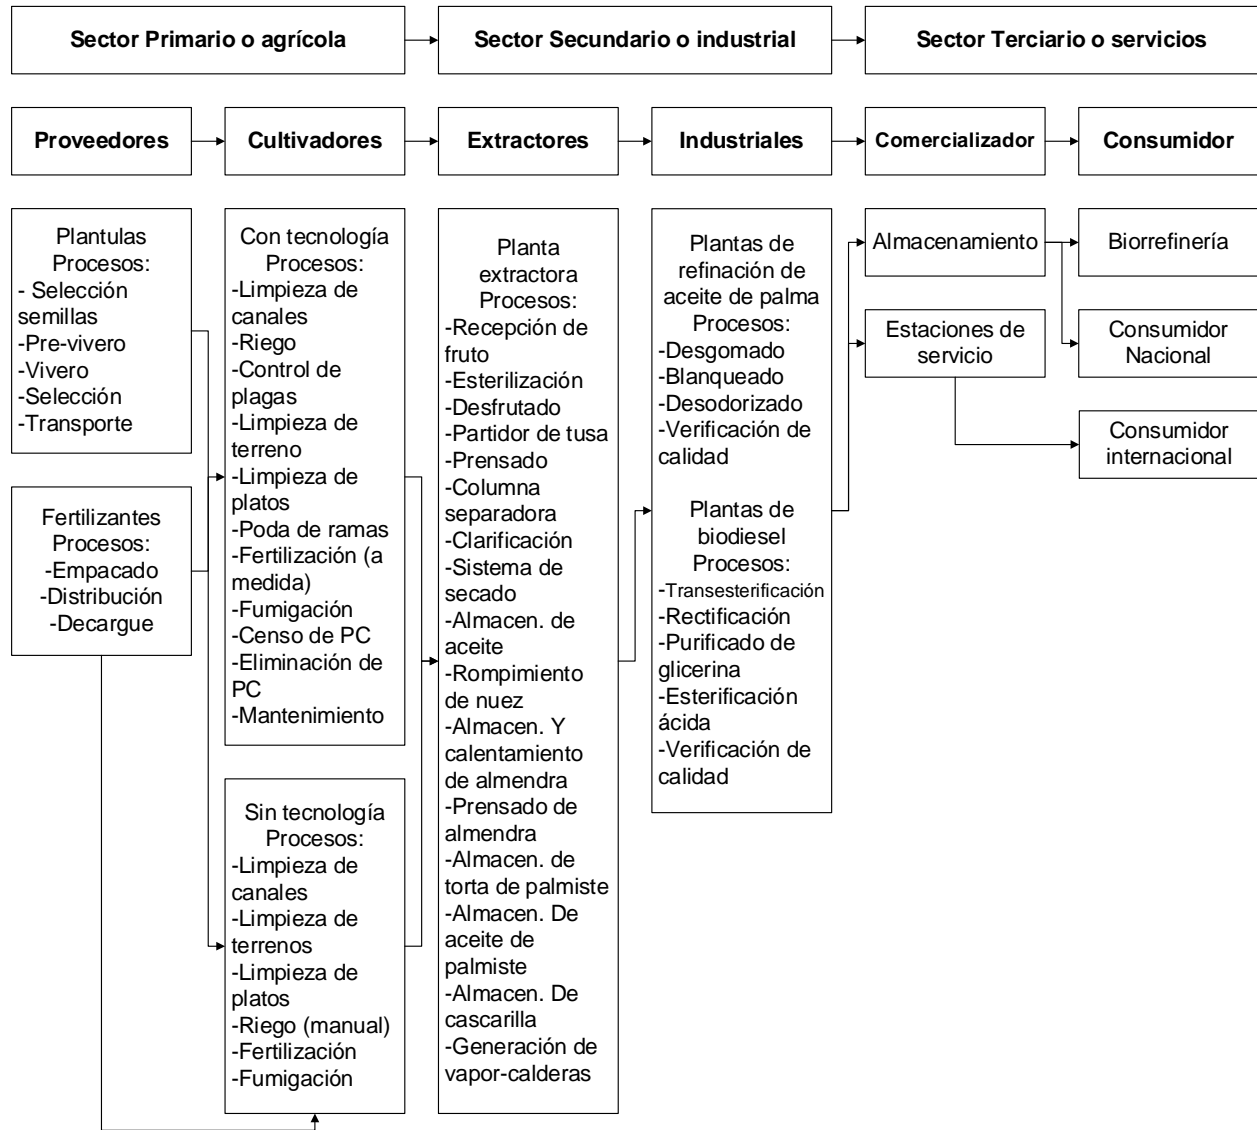 Sector Primario o agrícola
Sector Secundario o industrial
Sector Terciario o servicios
Proveedores
Cultivadores
Extractores
Industriales
Comercializador
Consumidor
Plantulas
Procesos:
- Selección
semillas
-Pre-vivero
-Vivero
-Selección
-Transporte
Fertilizantes
Procesos:
-Empacado
-Distribución
-Decargue
Con tecnología
Procesos:
-Limpieza de
canales
-Riego
-Control de
plagas
-Limpieza de
terreno
-Limpieza de
platos
-Poda de ramas
-Fertilización (a
medida)
-Fumigación
-Censo de PC
-Eliminación de
PC
-Mantenimiento
Sin tecnología
Procesos:
-Limpieza de
canales
-Limpieza de
terrenos
-Limpieza de
platos
-Riego (manual)
-Fertilización
-Fumigación
Planta
extractora
Procesos:
-Recepción de
fruto
-Esterilización
-Desfrutado
-Partidor de tusa
-Prensado
-Columna
separadora
-Clarificación
-Sistema de
secado
-Almacen. de
aceite
-Rompimiento
de nuez
-Almacen. Y
calentamiento
de almendra
-Prensado de
almendra
-Almacen. de
torta de palmiste
-Almacen. De
aceite de
palmiste
-Almacen. De
cascarilla
-Generación de
vapor-calderas
Plantas de
refinación de
aceite de palma
Procesos:
-Desgomado
-Blanqueado
-Desodorizado
-Verificación de
calidad
Plantas de
biodiesel
Procesos:
-Transesterificación
-Rectificación
-Purificado de
glicerina
-Esterificación
ácida
-Verificación de
calidad
Almacenamiento
Estaciones de
servicio
Biorrefinería
Consumidor
Nacional
Consumidor
internacional